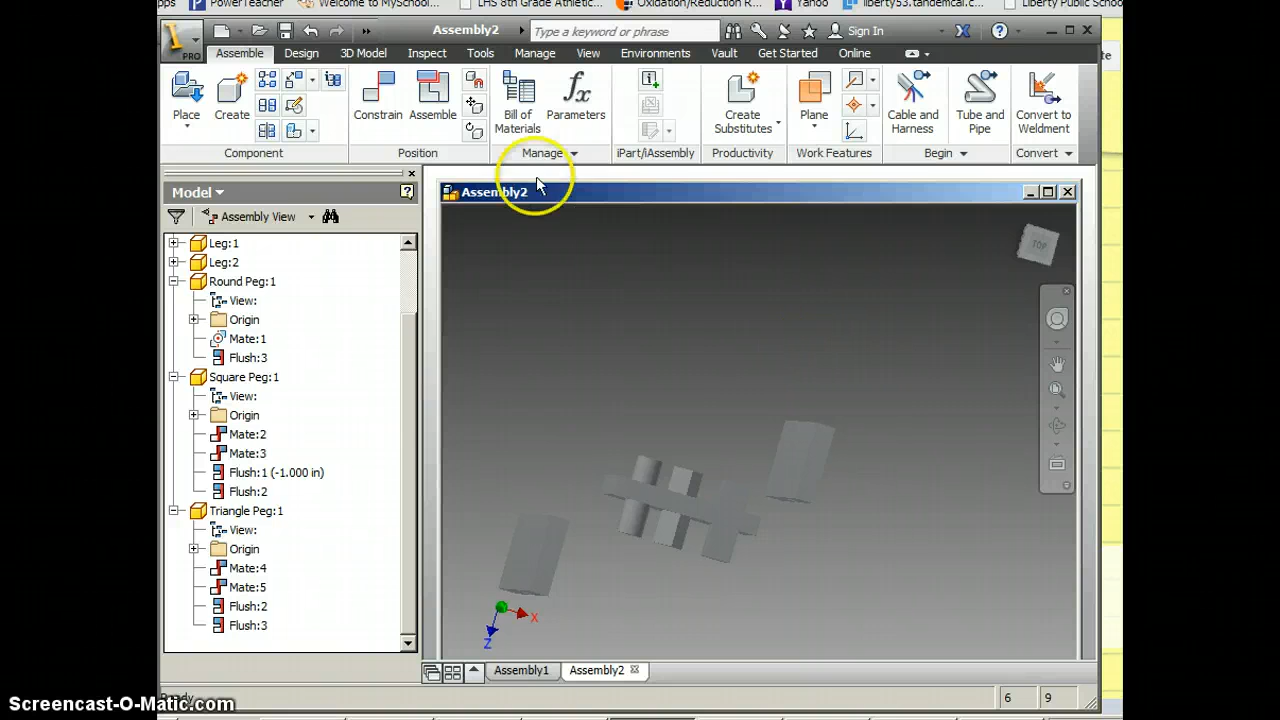 pps PowerTeacher Welcome to MySchool... LHS 8th Grade Athletic... Oxidation/Reduction R... Yahoo liberty53.tandemcal.c... Liberty Public School
Assembly2 Type a keyword or phrase Sign In
PRO
Assemble Design 3D Model Inspect Tools Manage View Environments Vault Get Started Online
Place Create Constrain Assemble Bill of Materials Parameters Create Substitutes Plane Cable and Harness Tube and Pipe Convert to Weldment
Component Position Manage iPart/iAssembly Productivity Work Features Begin Convert
Model
Assembly2
Assembly View
Leg:1
Leg:2
Round Peg:1
View:
Origin
Mate:1
Flush:3
Square Peg:1
View:
Origin
Mate:2
Mate:3
Flush:1 (-1.000 in)
Flush:2
Triangle Peg:1
View:
Origin
Mate:4
Mate:5
Flush:2
Flush:3
TOP
X
Z
Assembly1 Assembly2
6 9
Screencast-O-Matic.com